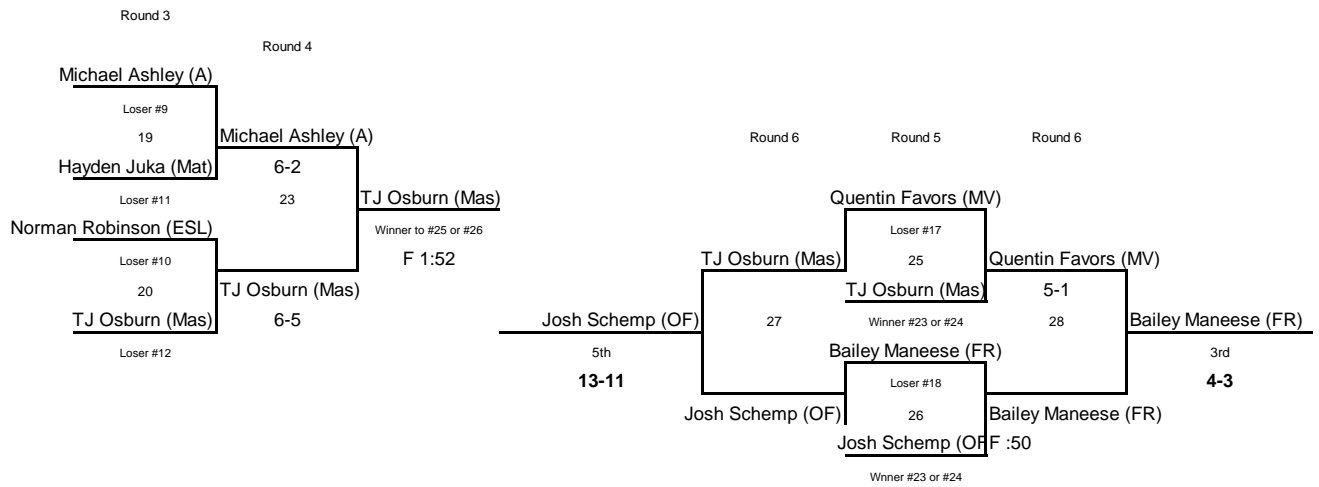 Round 3
Round 4
Michael Ashley (A)
Loser #9
19
Michael Ashley (A)
Hayden Juka (Mat)
6-2
Loser #11
23
TJ Osburn (Mas)
Norman Robinson (ESL)
Winner to #25 or #26
Loser #10
F 1:52
20
TJ Osburn (Mas)
TJ Osburn (Mas)
6-5
Loser #12
Round 6
Round 5
Round 6
Quentin Favors (MV)
Loser #17
TJ Osburn (Mas)
25
Quentin Favors (MV)
TJ Osburn (Mas)
5-1
Josh Schemp (OF)
27
Winner #23 or #24
28
Bailey Maneese (FR)
5th
Bailey Maneese (FR)
3rd
13-11
Loser #18
4-3
Josh Schemp (OF)
26
Bailey Maneese (FR)
Josh Schemp (OF
F :50
Wnner #23 or #24